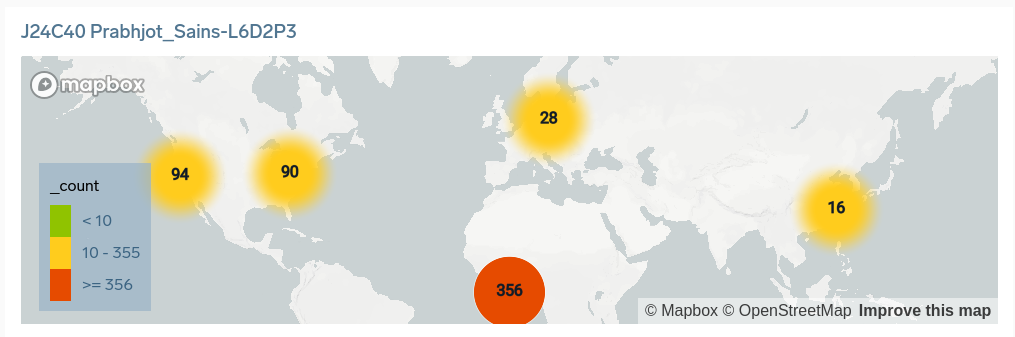 J24C40 Prabhjot_Sains-L6D2P3
mapbox
28
94
90
_count
16
< 10
10 - 355
>= 356
356
© Mapbox © OpenStreetMap Improve this map